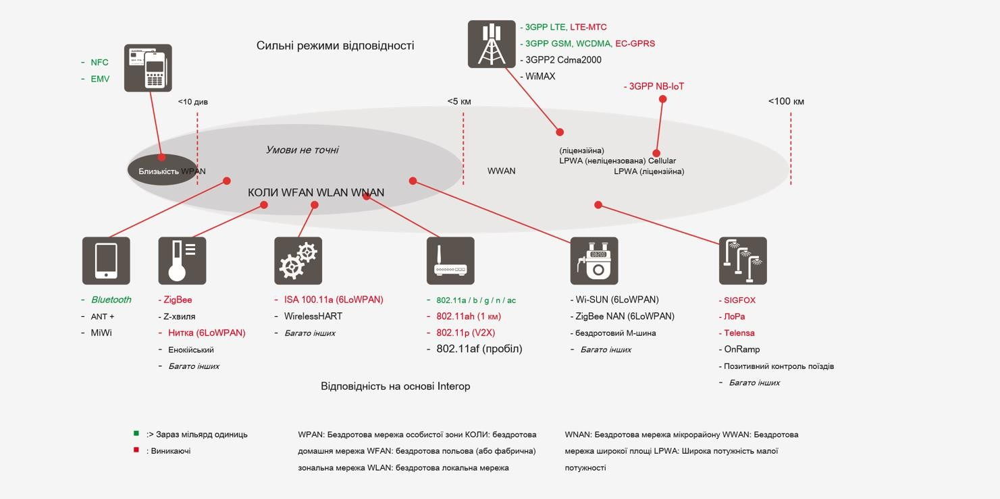 Сильні режими відповідності
- NFC
- EMV
- 3GPP LTE, LTE-MTC
- 3GPP GSM, WCDMA, EC-GPRS
- 3GPP2 Cdma2000
- WiMAX
- 3GPP NB-IoT
<10 див
<5 км
<100 км
Умови не точні
Близькість WPAN
WWAN
(ліцензійна)
LPWA (неліцензована) Cellular
LPWA (ліцензійна)
КОЛИ WFAN WLAN WNAN
- Bluetooth
- ANT +
- MiWi
- ZigBee
- Z-хвиля
- Нитка (6LoWPAN)
- Енокійський
- Багато інших
- ISA 100.11a (6LoWPAN)
- WirelessHART
- Багато інших
- 802.11a / b / g / n / ac
- 802.11ah (1 км)
- 802.11p (V2X)
- 802.11af (пробіл)
- Wi-SUN (6LoWPAN)
- ZigBee NAN (6LoWPAN)
- бездротовий М-шина
- Багато інших
- SIGFOX
- ЛоРа
- Telensa
- OnRamp
- Позитивний контроль поїздів
- Багато інших
Відповідність на основі Interop
:> Зараз мільярд одиниць
: Виникаючі
WPAN: Бездротова мережа особистої зони КОЛИ: бездротова
домашня мережа WFAN: бездротова польова (або фабрична)
зональна мережа WLAN: бездротова локальна мережа
WNAN: Бездротова мережа мікрорайону WWAN: Бездротова
мережа широкої площі LPWA: Широка потужність малої
потужності